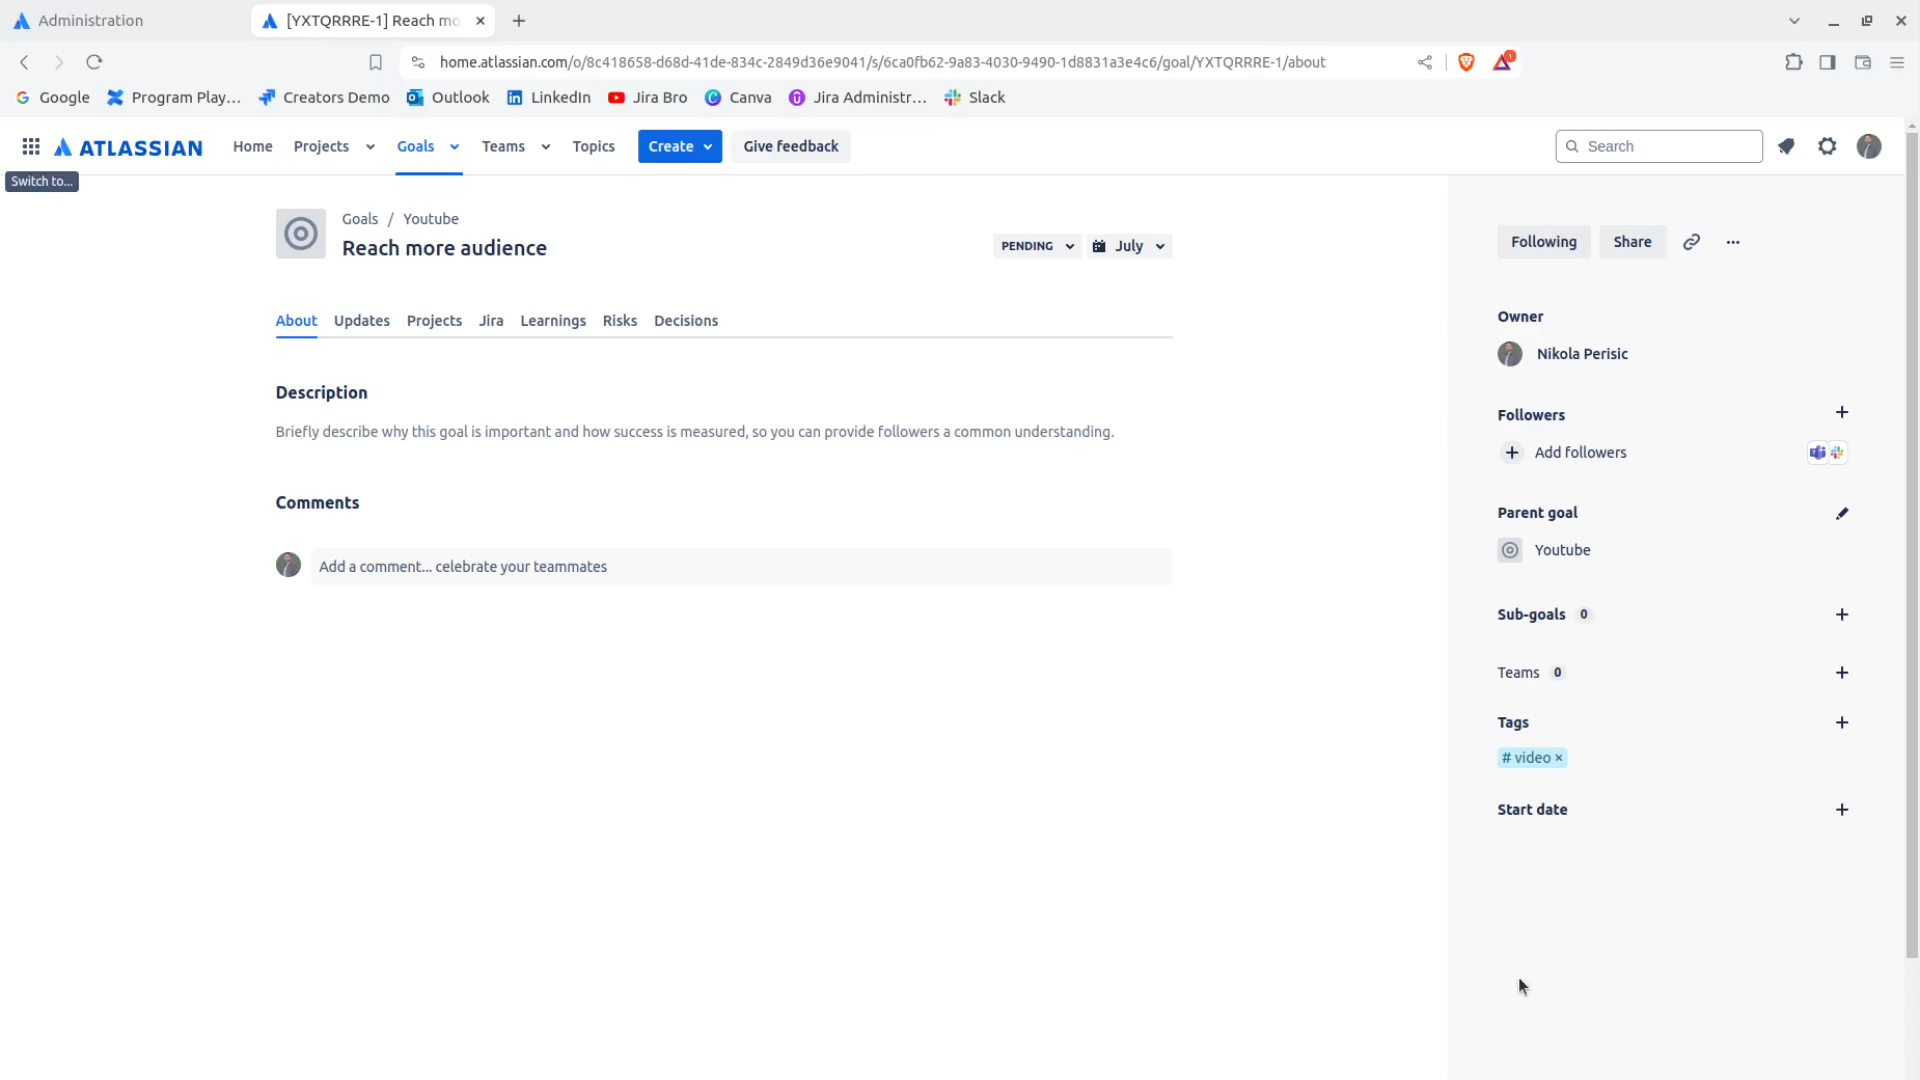 Administration
[YXTQRRRE-1] Reach mo
home.atlassian.com/o/8c418658-d68d-41de-834c-2849d36e9041/s/6ca0fb62-9a83-4030-9490-1d8831a3e4c6/goal/YXTQRRRE-1/about
1
Google Program Play... Creators Demo Outlook LinkedIn Jira Bro Canva Jira Administr... Slack
ATLASSIAN Home Projects Goals Teams Topics Create Give feedback Search
Switch to...
Goals / Youtube
Reach more audience
PENDING July
Following Share
About Updates Projects Jira Learnings Risks Decisions
Description
Briefly describe why this goal is important and how success is measured, so you can provide followers a common understanding.
Comments
Add a comment... celebrate your teammates
Owner
Nikola Perisic
Followers
Add followers
Parent goal
Youtube
Sub-goals 0
Teams 0
Tags
# video ×
Start date